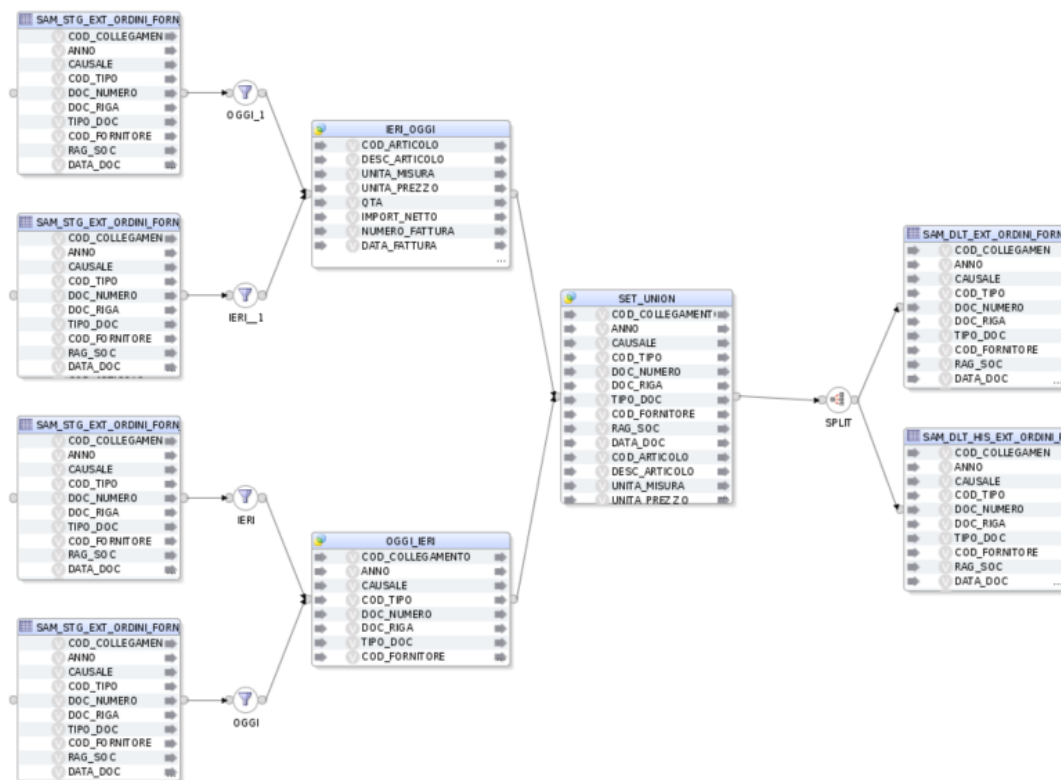 SAM_STG_EXT_ORDINI_FORN
COD_COLLEGAMEN
ANNO
CAUSALE
COD_TIPO
DOC_NUMERO
DOC_RIGA
TIPO_DOC
COD_FORNITORE
RAG_SOC
DATA_DOC
OGGI_1
SAM_STG_EXT_ORDINI_FORN
COD_COLLEGAMEN
ANNO
CAUSALE
COD_TIPO
DOC_NUMERO
DOC_RIGA
TIPO_DOC
COD_FORNITORE
RAG_SOC
DATA_DOC
IERI__1
IERI_OGGI
COD_ARTICOLO
DESC_ARTICOLO
UNITA_MISURA
UNITA_PREZZO
QTA
IMPORT_NETTO
NUMERO_FATTURA
DATA_FATTURA
...
SAM_STG_EXT_ORDINI_FORN
COD_COLLEGAMEN
ANNO
CAUSALE
COD_TIPO
DOC_NUMERO
DOC_RIGA
TIPO_DOC
COD_FORNITORE
RAG_SOC
DATA_DOC
IERI
SAM_STG_EXT_ORDINI_FORN
COD_COLLEGAMEN
ANNO
CAUSALE
COD_TIPO
DOC_NUMERO
DOC_RIGA
TIPO_DOC
COD_FORNITORE
RAG_SOC
DATA_DOC
OGGI
OGGI_IERI
COD_COLLEGAMENTO
ANNO
CAUSALE
COD_TIPO
DOC_NUMERO
DOC_RIGA
TIPO_DOC
COD_FORNITORE
SET_UNION
COD_COLLEGAMENT
ANNO
CAUSALE
COD_TIPO
DOC_NUMERO
DOC_RIGA
TIPO_DOC
COD_FORNITORE
RAG_SOC
DATA_DOC
COD_ARTICOLO
DESC_ARTICOLO
UNITA_MISURA
UNITA_PREZZO
SPLIT
SAM_DLT_EXT_ORDINI_FORN
COD_COLLEGAMEN
ANNO
CAUSALE
COD_TIPO
DOC_NUMERO
DOC_RIGA
TIPO_DOC
COD_FORNITORE
RAG_SOC
DATA_DOC ...
SAM_DLT_HIS_EXT_ORDINI_
COD_COLLEGAMEN
ANNO
CAUSALE
COD_TIPO
DOC_NUMERO
DOC_RIGA
TIPO_DOC
COD_FORNITORE
RAG_SOC
DATA_DOC ...